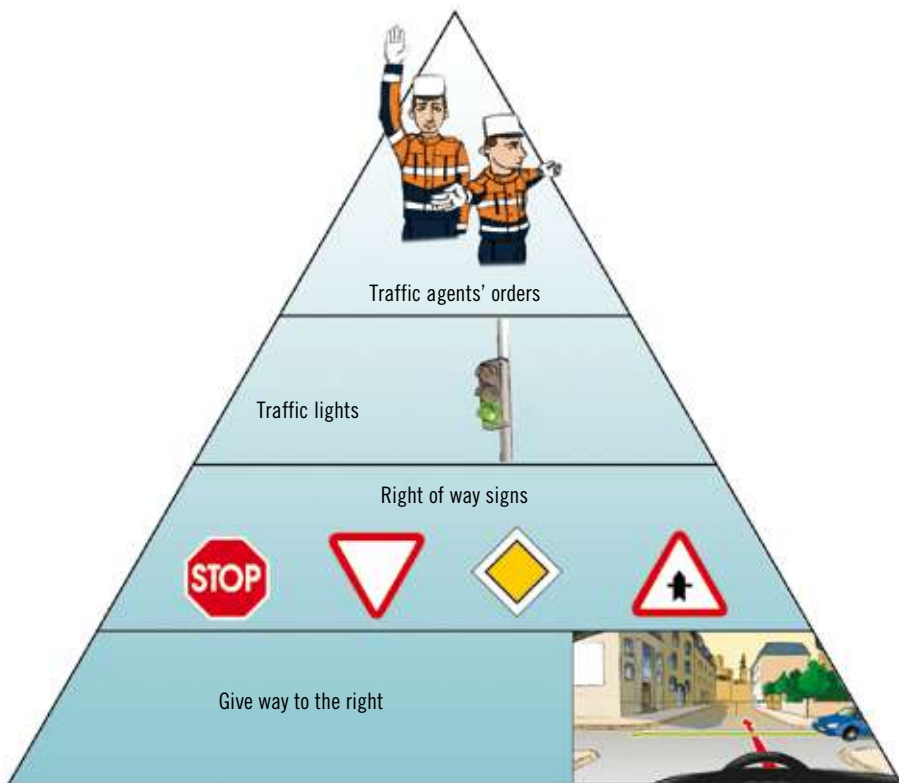 Traffic agents’ orders
Traffic lights
Right of way signs
STOP
Give way to the right